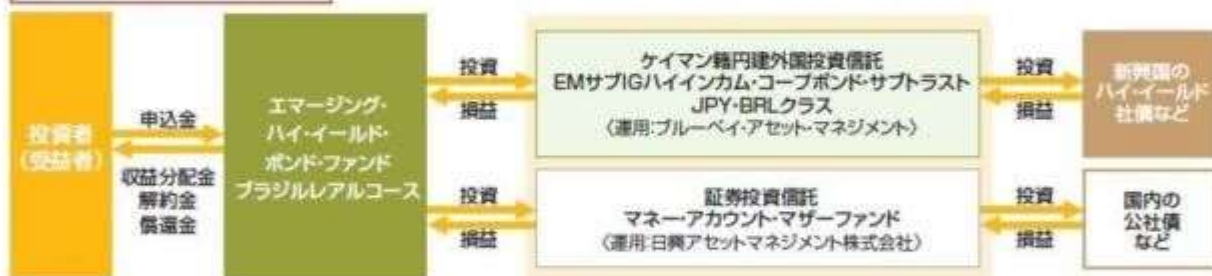 投資者
(受益者)
申込金
収益分配金
解約金
償還金
エマージング・
ハイ・イールド・
ボンド・ファンド
ブラジルレアルコース
投資
損益
ケイマン籍円建外国投資信託
EMサブIGハイインカム・コープボンド・サブトラスト
JPY・BRLクラス
〈運用:ブルーベイ・アセット・マネジメント〉
投資
損益
新興国の
ハイ・イールド
社債など
投資
損益
証券投資信託
マネー・アカウント・マザーファンド
〈運用:日興アセットマネジメント株式会社〉
投資
損益
国内の
公社債
など